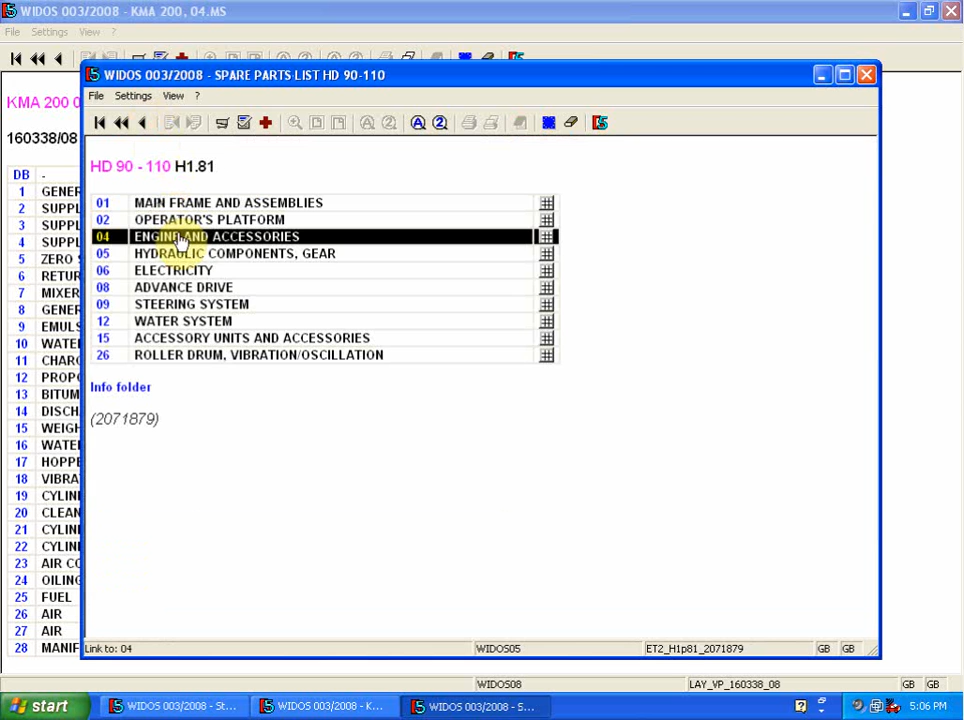 WIDOS 003/2008 - KMA 200, 04.MS
File Settings View ?
WIDOS 003/2008 - SPARE PARTS LIST HD 90-110
File Settings View ?
KMA 200 0
160338/08
DB -
1 GENER
2 SUPPL
3 SUPPL
4 SUPPL
5 ZERO S
6 RETUR
7 MIXER
8 GENER
9 EMULS
10 WATE
11 CHARG
12 PROPO
13 BITUM
14 DISCH
15 WEIGH
16 WATE
17 HOPPE
18 VIBRA
19 CYLIN
20 CLEAN
21 CYLIN
22 CYLIN
23 AIR CO
24 OILING
25 FUEL
26 AIR
27 AIR
28 MANIF
HD 90 - 110 H1.81
01 MAIN FRAME AND ASSEMBLIES
02 OPERATOR'S PLATFORM
04 ENGINE AND ACCESSORIES
05 HYDRAULIC COMPONENTS, GEAR
06 ELECTRICITY
08 ADVANCE DRIVE
09 STEERING SYSTEM
12 WATER SYSTEM
15 ACCESSORY UNITS AND ACCESSORIES
26 ROLLER DRUM, VIBRATION/OSCILLATION
Info folder
(2071879)
Link to: 04 WIDOS05 ET2_H1p81_2071879 GB GB
WIDOS08 LAY_VP_160338_08 GB GB
start WIDOS 003/2008 - St... WIDOS 003/2008 - K... WIDOS 003/2008 - S... 5:06 PM